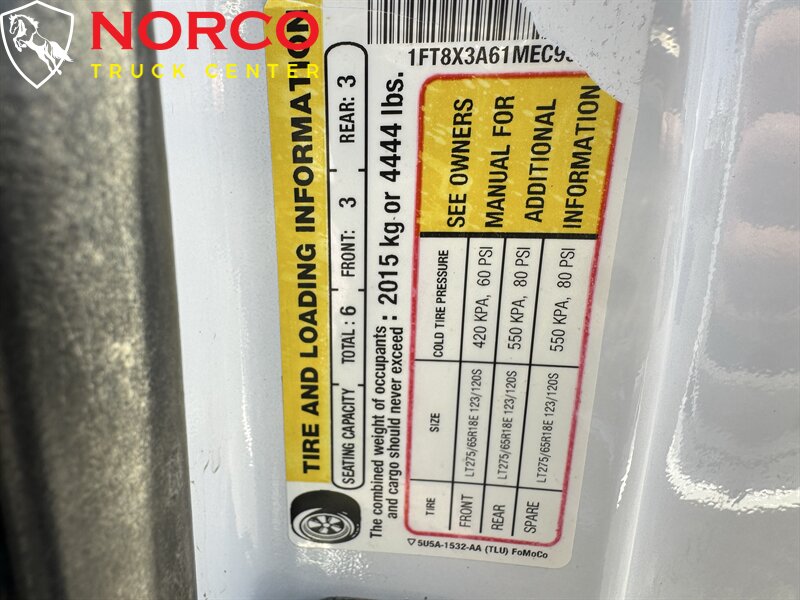 NORCO
TRUCK CENTER
1FT8X3A61MEC9
TIRE AND LOADING INFORMATION
SEATING CAPACITY TOTAL : 6 FRONT: 3 REAR: 3
The combined weight of occupants
and cargo should never exceed : 2015 kg or 4444 lbs.
TIRE SIZE COLD TIRE PRESSURE
FRONT LT275/65R18E 123/120S 420 KPA, 60 PSI
REAR LT275/65R18E 123/120S 550 KPA, 80 PSI
SPARE LT275/65R18E 123/120S 550 KPA, 80 PSI
SEE OWNERS
MANUAL FOR
ADDITIONAL
INFORMATION
5U5A-1532-AA (TLU) FoMoCo